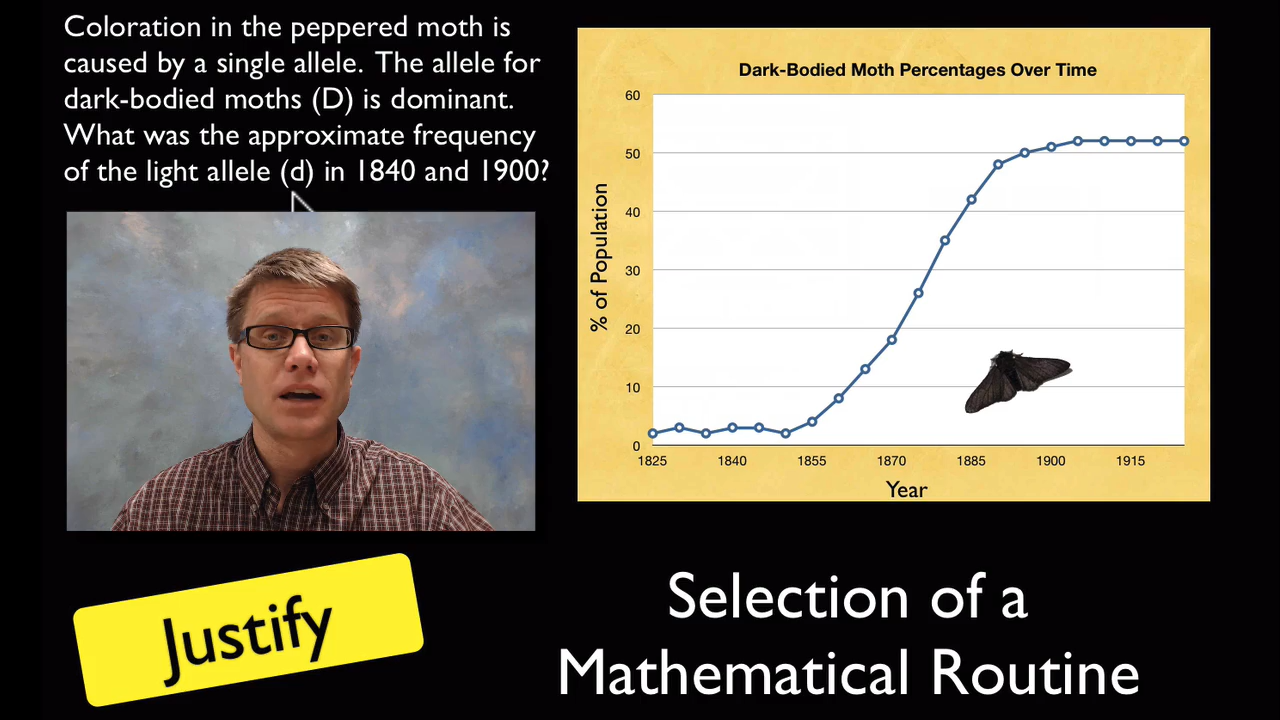 Coloration in the peppered moth is
caused by a single allele. The allele for
dark-bodied moths (D) is dominant.
What was the approximate frequency
of the light allele (d) in 1840 and 1900?
Dark-Bodied Moth Percentages Over Time
60
50
40
30
20
10
0
% of Population
1825 1840 1855 1870 1885 1900 1915
Year
Justify
Selection of a
Mathematical Routine